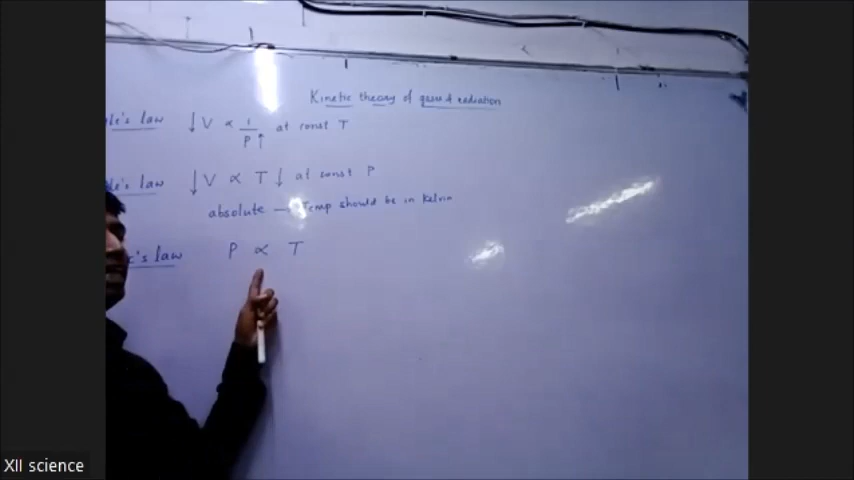 Kinetic theory of gases & radiation
le's law ↓V ∝ 1/P↑ at const T
le's law ↓V ∝ T↓ at const P
absolute → Temp should be in Kelvin
c's law P ∝ T
XII science